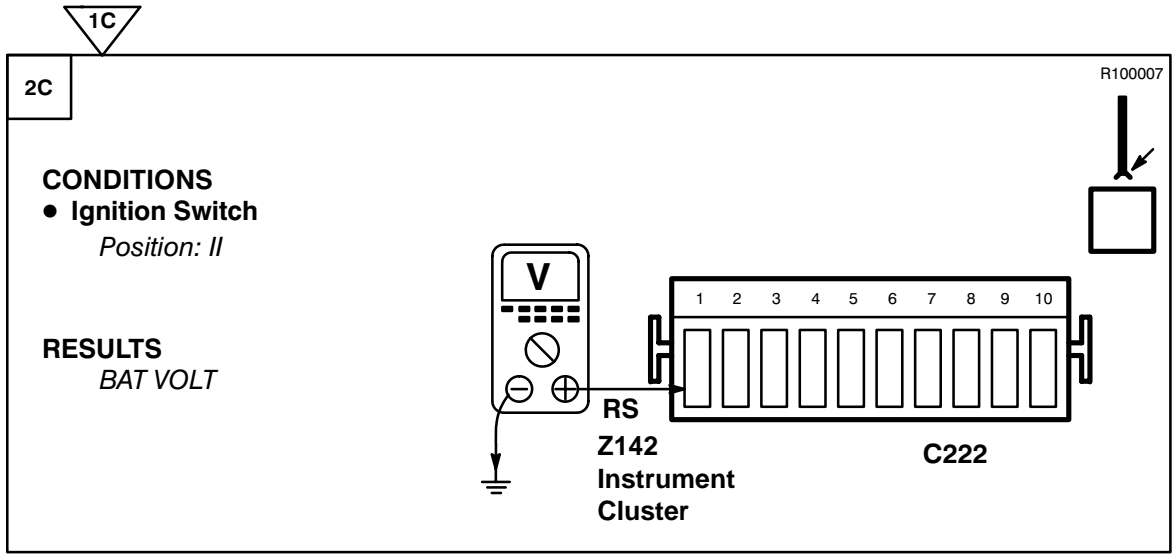 1C
2C
R100007
CONDITIONS
● Ignition Switch
Position: II
RESULTS
BAT VOLT
V
1 2 3 4 5 6 7 8 9 10
− +
RS
Z142
Instrument
Cluster
C222